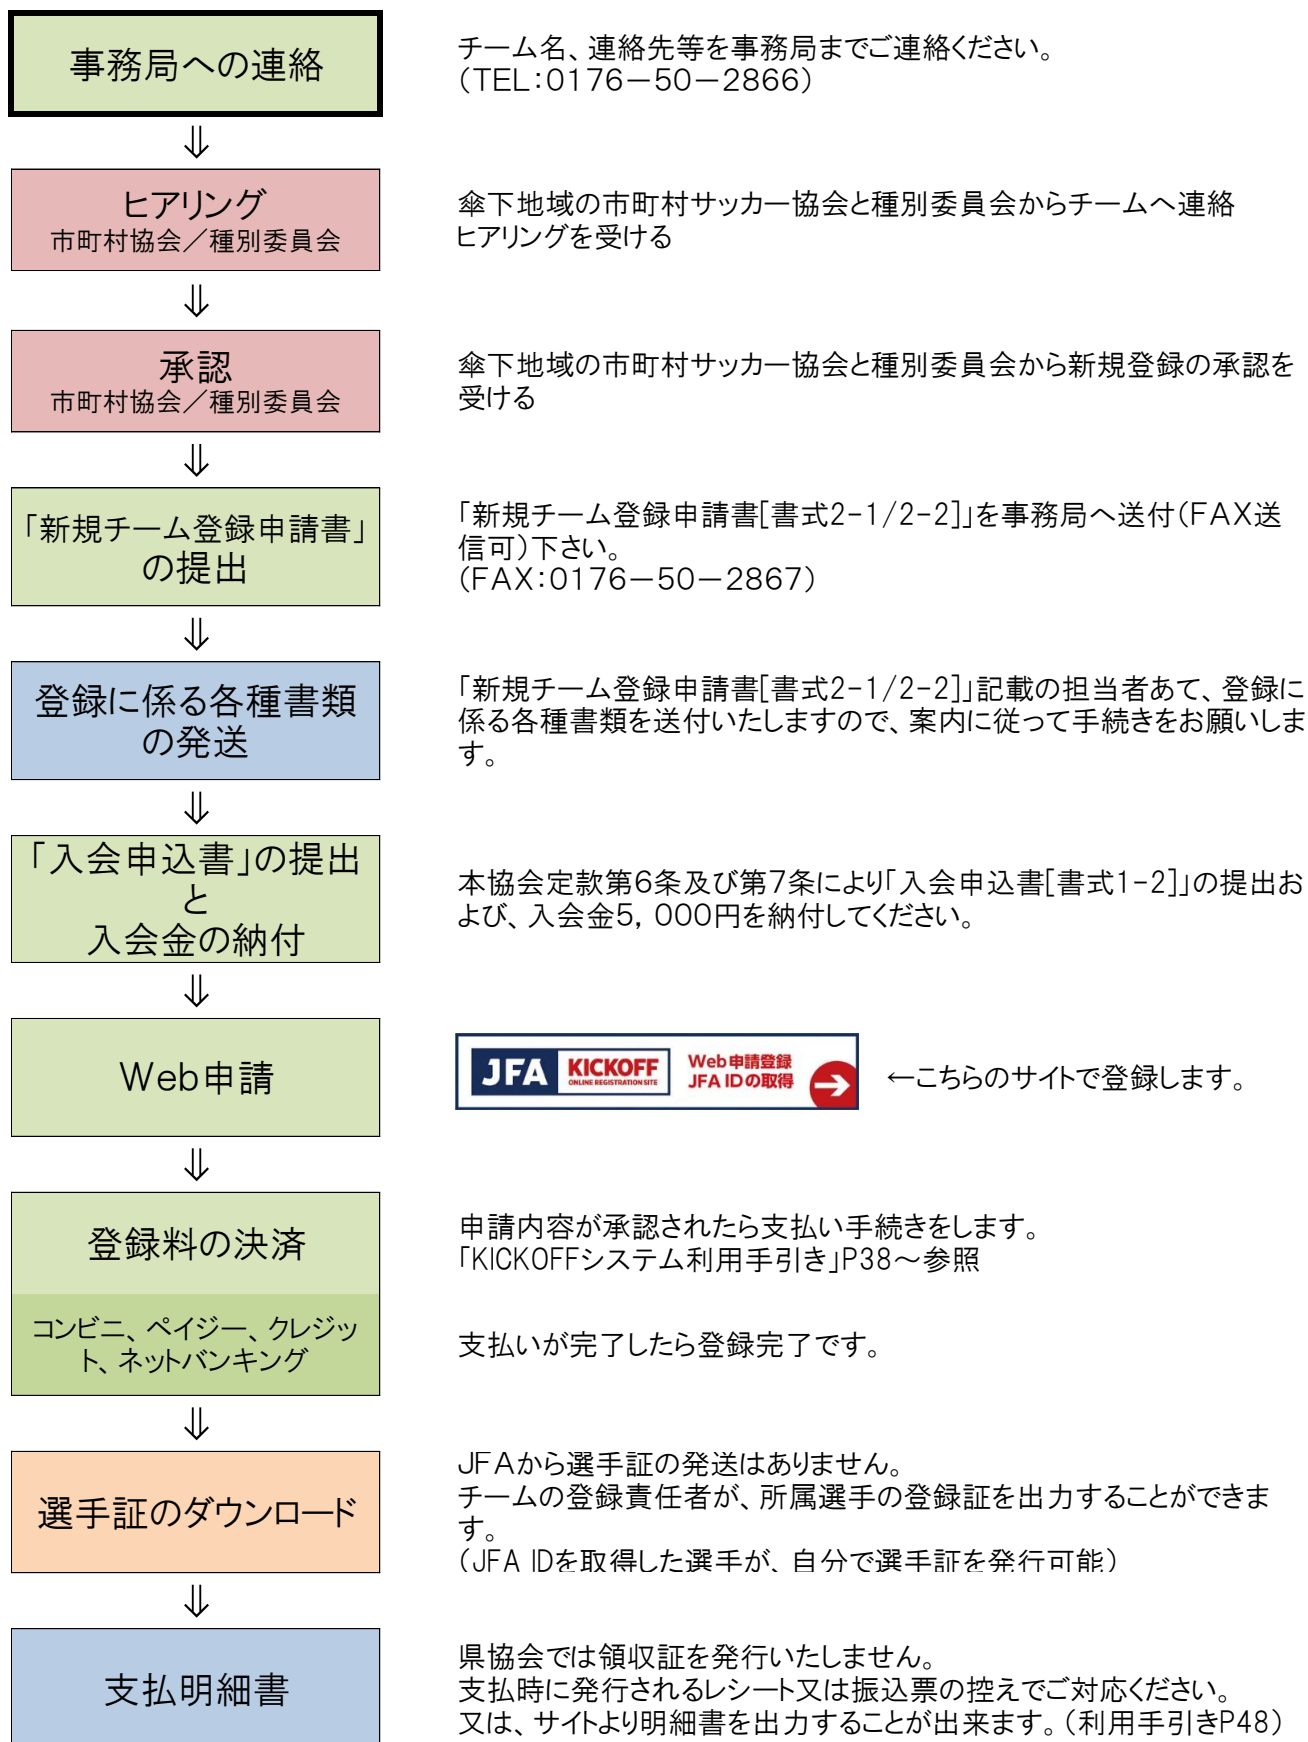 事務局への連絡
チーム名、連絡先等を事務局までご連絡ください。
（TEL：0176－50－2866）
⇓
ヒアリング
市町村協会／種別委員会
傘下地域の市町村サッカー協会と種別委員会からチームへ連絡
ヒアリングを受ける
⇓
承認
市町村協会／種別委員会
傘下地域の市町村サッカー協会と種別委員会から新規登録の承認を
受ける
⇓
「新規チーム登録申請書」
の提出
「新規チーム登録申請書[書式2-1/2-2]」を事務局へ送付（FAX送
信可）下さい。
（FAX：0176－50－2867）
⇓
登録に係る各種書類
の発送
「新規チーム登録申請書[書式2-1/2-2]」記載の担当者あて、登録に
係る各種書類を送付いたしますので、案内に従って手続きをお願いしま
す。
⇓
「入会申込書」の提出
と
入会金の納付
本協会定款第6条及び第7条により「入会申込書[書式1-2]」の提出お
よび、入会金5，000円を納付してください。
⇓
Web申請
JFA KICKOFF
ONLINE REGISTRATION SITE
Web申請登録
JFA IDの取得
←こちらのサイトで登録します。
⇓
登録料の決済
申請内容が承認されたら支払い手続きをします。
「KICKOFFシステム利用手引き」P38～参照
コンビニ、ペイジー、クレジッ
ト、ネットバンキング
支払いが完了したら登録完了です。
⇓
選手証のダウンロード
JFAから選手証の発送はありません。
チームの登録責任者が、所属選手の登録証を出力することができま
す。
（JFA IDを取得した選手が、自分で選手証を発行可能）
⇓
支払明細書
県協会では領収証を発行いたしません。
支払時に発行されるレシート又は振込票の控えでご対応ください。
又は、サイトより明細書を出力することが出来ます。（利用手引きP48）